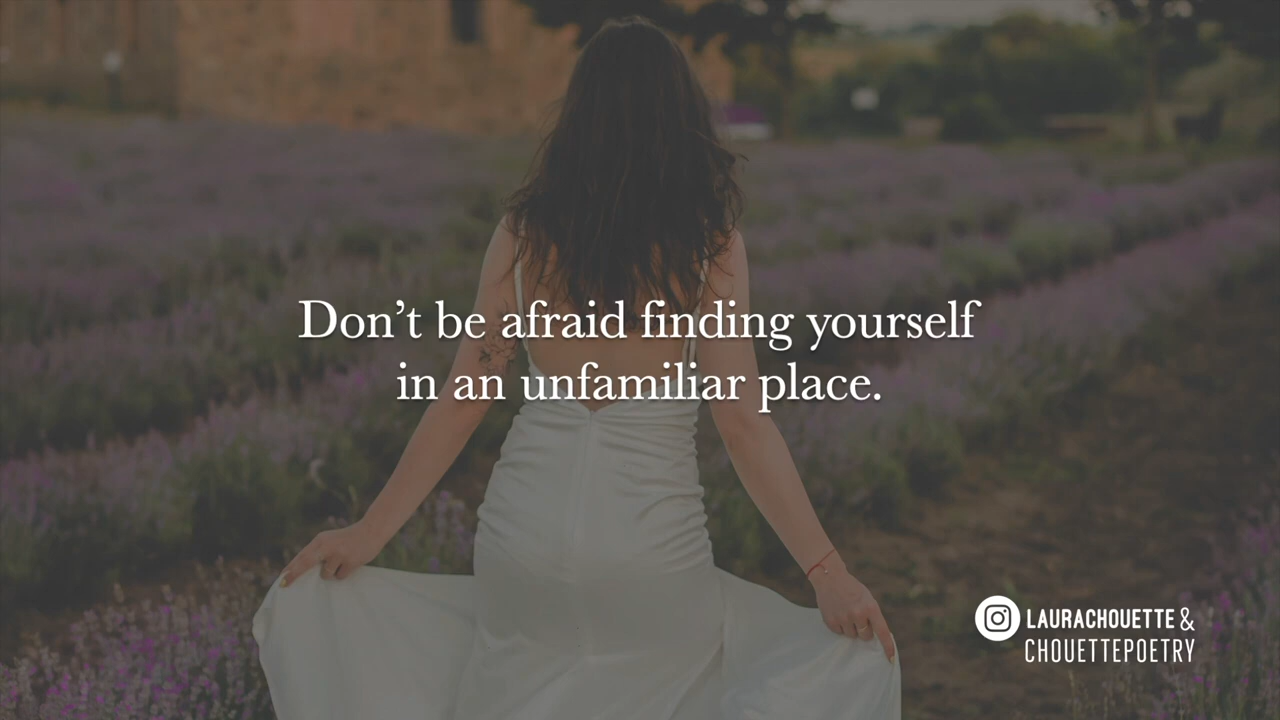 Don’t be afraid finding yourself
in an unfamiliar place.
LAURACHOUETTE &
CHOUETTEPOETRY